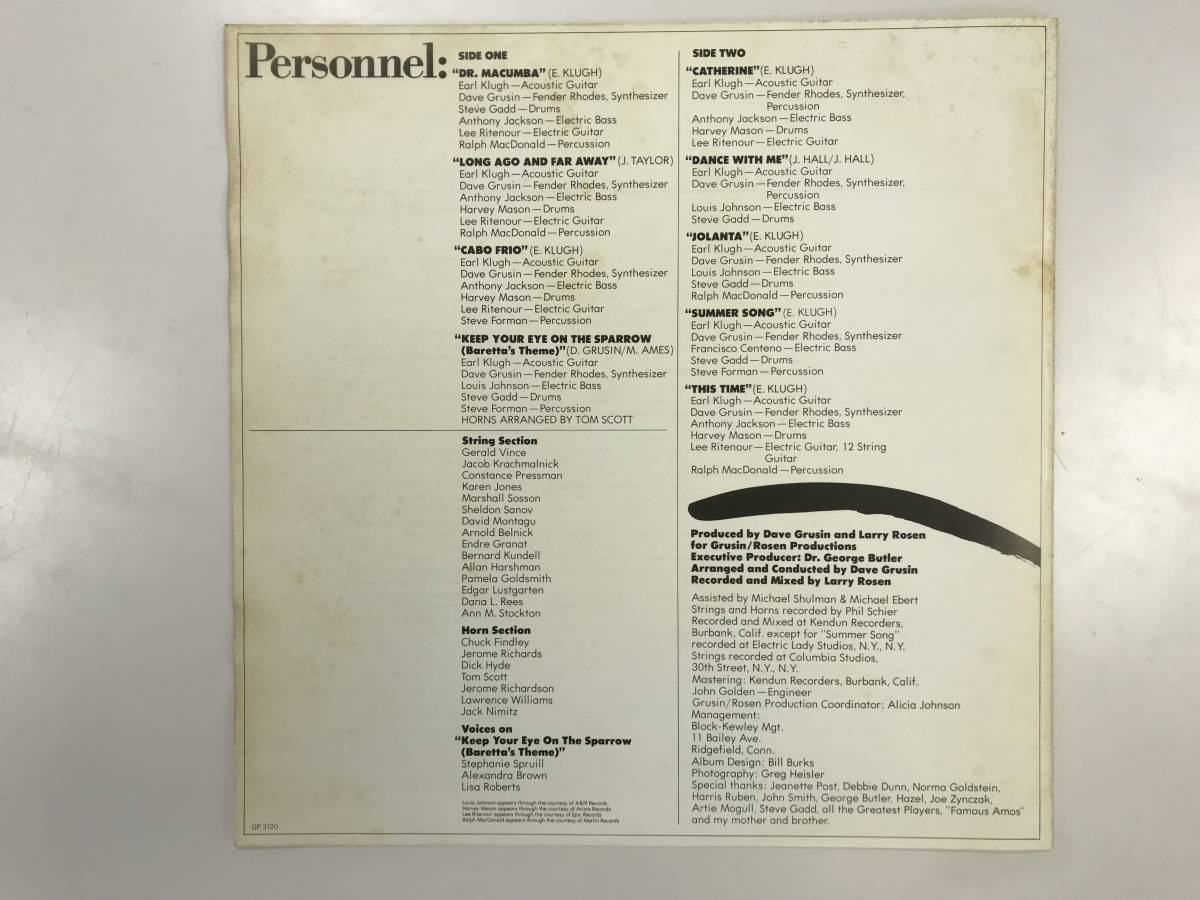 Personnel:
SIDE ONE
"DR. MACUMBA" (E. KLUGH)
Earl Klugh—Acoustic Guitar
Dave Grusin—Fender Rhodes, Synthesizer
Steve Gadd—Drums
Anthony Jackson—Electric Bass
Lee Ritenour—Electric Guitar
Ralph MacDonald—Percussion
"LONG AGO AND FAR AWAY" (J. TAYLOR)
Earl Klugh—Acoustic Guitar
Dave Grusin—Fender Rhodes, Synthesizer
Anthony Jackson—Electric Bass
Harvey Mason—Drums
Lee Ritenour—Electric Guitar
Ralph MacDonald—Percussion
"CABO FRIO" (E. KLUGH)
Earl Klugh—Acoustic Guitar
Dave Grusin—Fender Rhodes, Synthesizer
Anthony Jackson—Electric Bass
Harvey Mason—Drums
Lee Ritenour—Electric Guitar
Steve Forman—Percussion
"KEEP YOUR EYE ON THE SPARROW
(Baretta's Theme)" (D. GRUSIN/M. AMES)
Earl Klugh—Acoustic Guitar
Dave Grusin—Fender Rhodes, Synthesizer
Louis Johnson—Electric Bass
Steve Gadd—Drums
Steve Forman—Percussion
HORNS ARRANGED BY TOM SCOTT
String Section
Gerald Vince
Jacob Krachmalnick
Constance Pressman
Karen Jones
Marshall Sosson
Sheldon Sanov
David Montagu
Arnold Belnick
Endre Granat
Bernard Kundell
Allan Harshman
Pamela Goldsmith
Edgar Lustgarten
Dana L. Rees
Ann M. Stockton
Horn Section
Chuck Findley
Jerome Richards
Dick Hyde
Tom Scott
Jerome Richardson
Lawrence Williams
Jack Nimitz
Voices on
"Keep Your Eye On The Sparrow
(Baretta's Theme)"
Stephanie Spruill
Alexandra Brown
Lisa Roberts
Louis Johnson appears through the courtesy of A&M Records
Harvey Mason appears through the courtesy of Arista Records
Lee Ritenour appears through the courtesy of Epic Records
Ralph MacDonald appears through the courtesy of Marlin Records
GP 3120
SIDE TWO
"CATHERINE" (E. KLUGH)
Earl Klugh—Acoustic Guitar
Dave Grusin—Fender Rhodes, Synthesizer,
Percussion
Anthony Jackson—Electric Bass
Harvey Mason—Drums
Lee Ritenour—Electric Guitar
"DANCE WITH ME" (J. HALL/J. HALL)
Earl Klugh—Acoustic Guitar
Dave Grusin—Fender Rhodes, Synthesizer,
Percussion
Louis Johnson—Electric Bass
Steve Gadd—Drums
"JOLANTA" (E. KLUGH)
Earl Klugh—Acoustic Guitar
Dave Grusin—Fender Rhodes, Synthesizer
Louis Johnson—Electric Bass
Steve Gadd—Drums
Ralph MacDonald—Percussion
"SUMMER SONG" (E. KLUGH)
Earl Klugh—Acoustic Guitar
Dave Grusin—Fender Rhodes, Synthesizer
Francisco Centeno—Electric Bass
Steve Gadd—Drums
Steve Forman—Percussion
"THIS TIME" (E. KLUGH)
Earl Klugh—Acoustic Guitar
Dave Grusin—Fender Rhodes, Synthesizer
Anthony Jackson—Electric Bass
Harvey Mason—Drums
Lee Ritenour—Electric Guitar, 12 String
Guitar
Ralph MacDonald—Percussion
Produced by Dave Grusin and Larry Rosen
for Grusin/Rosen Productions
Executive Producer: Dr. George Butler
Arranged and Conducted by Dave Grusin
Recorded and Mixed by Larry Rosen
Assisted by Michael Shulman & Michael Ebert
Strings and Horns recorded by Phil Schier
Recorded and Mixed at Kendun Recorders,
Burbank, Calif. except for "Summer Song"
recorded at Electric Lady Studios, N.Y., N.Y.
Strings recorded at Columbia Studios,
30th Street, N.Y., N.Y.
Mastering: Kendun Recorders, Burbank, Calif.
John Golden—Engineer
Grusin/Rosen Production Coordinator: Alicia Johnson
Management:
Block-Kewley Mgt.
11 Bailey Ave.
Ridgefield, Conn.
Album Design: Bill Burks
Photography: Greg Heisler
Special thanks: Jeanette Post, Debbie Dunn, Norma Goldstein,
Harris Ruben, John Smith, George Butler, Hazel, Joe Zynczak,
Artie Mogull, Steve Gadd, all the Greatest Players, "Famous Amos"
and my mother and brother.